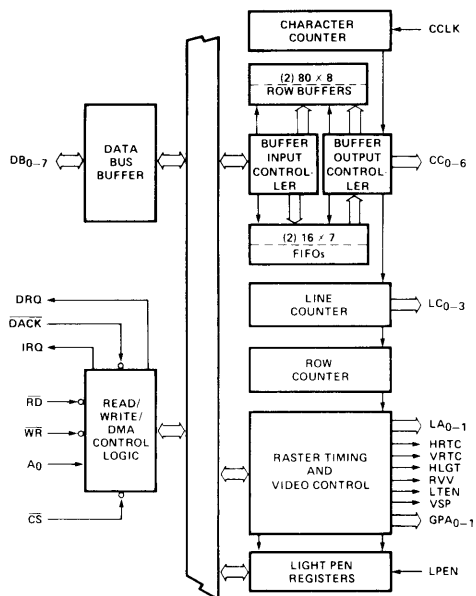 CHARACTER
COUNTER
CCLK
(2) 80 × 8
ROW BUFFERS
DB0–7
DATA
BUS
BUFFER
BUFFER
INPUT
CONTROL-
LER
BUFFER
OUTPUT
CONTROL-
LER
CC0–6
(2) 16 × 7
FIFOs
DRQ
DACK
IRQ
RD
WR
A0
CS
READ/
WRITE/
DMA
CONTROL
LOGIC
LINE
COUNTER
LC0–3
ROW
COUNTER
RASTER TIMING
AND
VIDEO CONTROL
LA0–1
HRTC
VRTC
HLGT
RVV
LTEN
VSP
GPA0–1
LIGHT PEN
REGISTERS
LPEN